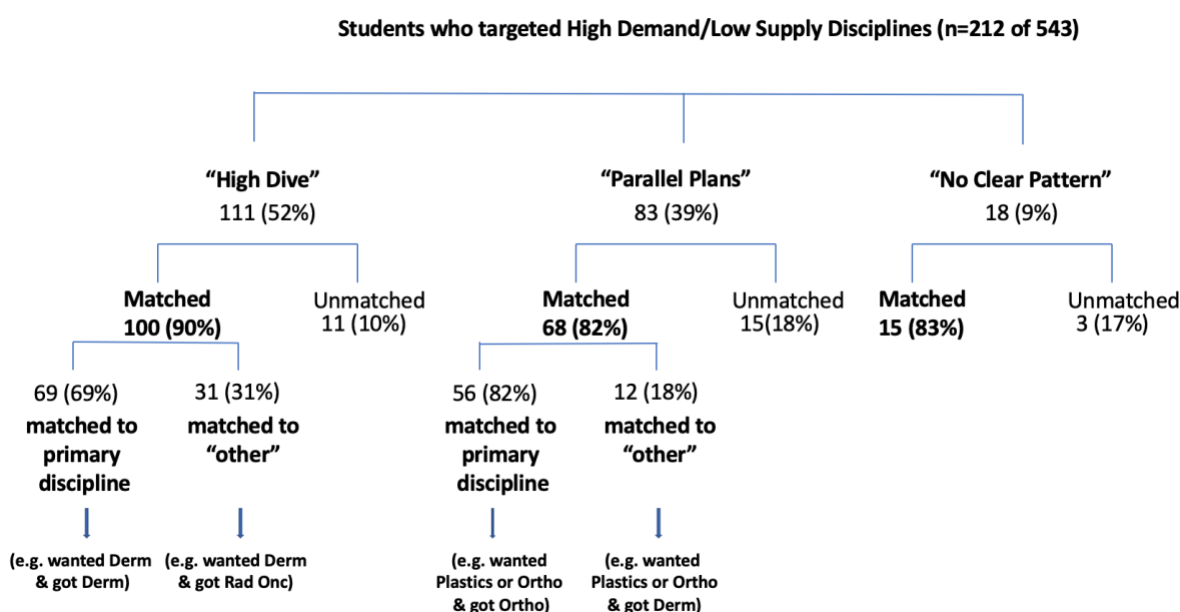 Students who targeted High Demand/Low Supply Disciplines (n=212 of 543)
“High Dive”
111 (52%)
“Parallel Plans”
83 (39%)
“No Clear Pattern”
18 (9%)
Matched
100 (90%)
Unmatched
11 (10%)
Matched
68 (82%)
Unmatched
15(18%)
Matched
15 (83%)
Unmatched
3 (17%)
69 (69%)
matched to
primary
discipline
31 (31%)
matched to
“other”
56 (82%)
matched to
primary
discipline
12 (18%)
matched to
“other”
(e.g. wanted Derm
& got Derm)
(e.g. wanted Derm
& got Rad Onc)
(e.g. wanted
Plastics or Ortho
& got Ortho)
(e.g. wanted
Plastics or Ortho
& got Derm)